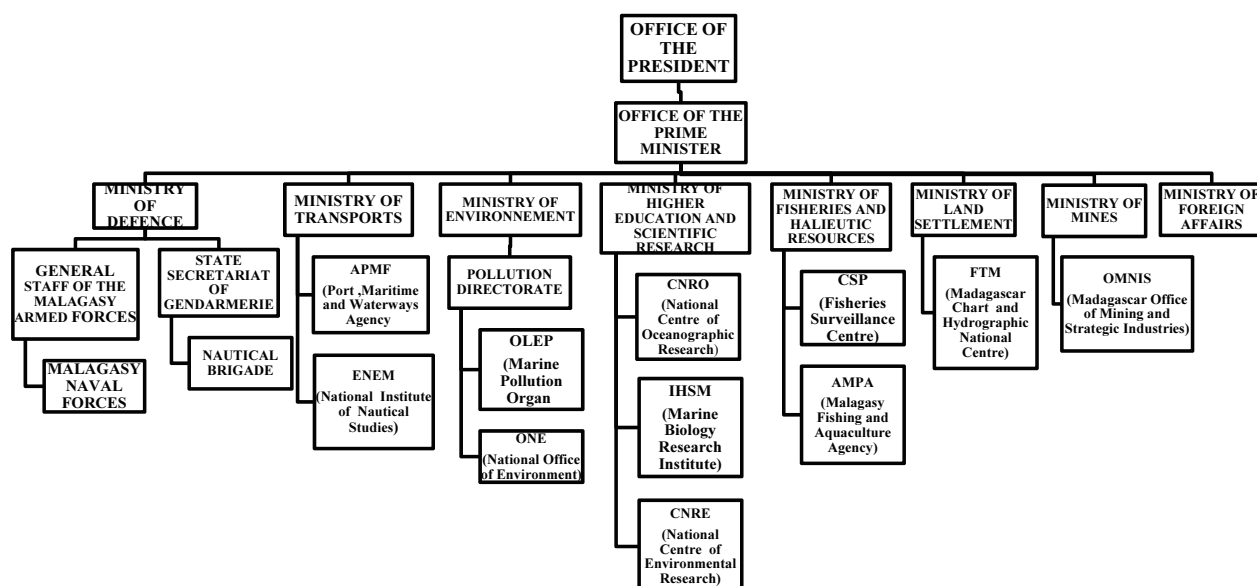 OFFICE OF
THE
PRESIDENT
OFFICE OF THE
PRIME
MINISTER
MINISTRY
OF
DEFENCE
MINISTRY OF
TRANSPORTS
MINISTRY OF
ENVIRONNEMENT
MINISTRY OF
HIGHER
EDUCATION AND
SCIENTIFIC
RESEARCH
MINISTRY OF
FISHERIES AND
HALIEUTIC
RESOURCES
MINISTRY OF
LAND
SETTLEMENT
MINISTRY OF
MINES
MINISTRY OF
FOREIGN
AFFAIRS
GENERAL
STAFF OF THE
MALAGASY
ARMED FORCES
MALAGASY
NAVAL
FORCES
STATE
SECRETARIAT
OF
GENDARMERIE
NAUTICAL
BRIGADE
APMF
(Port ,Maritime
and Waterways
Agency
ENEM
(National Institute
of Nautical
Studies)
POLLUTION
DIRECTORATE
OLEP
(Marine
Pollution
Organ
ONE
(National Office
of Environment)
CNRO
(National
Centre of
Oceanographic
Research)
IHSM
(Marine
Biology
Research
Institute)
CNRE
(National
Centre of
Environmental
Research)
CSP
(Fisheries
Surveillance
Centre)
AMPA
(Malagasy
Fishing and
Aquaculture
Agency)
FTM
(Madagascar
Chart and
Hydrographic
National
Centre)
OMNIS
(Madagascar Office
of Mining and
Strategic Industries)